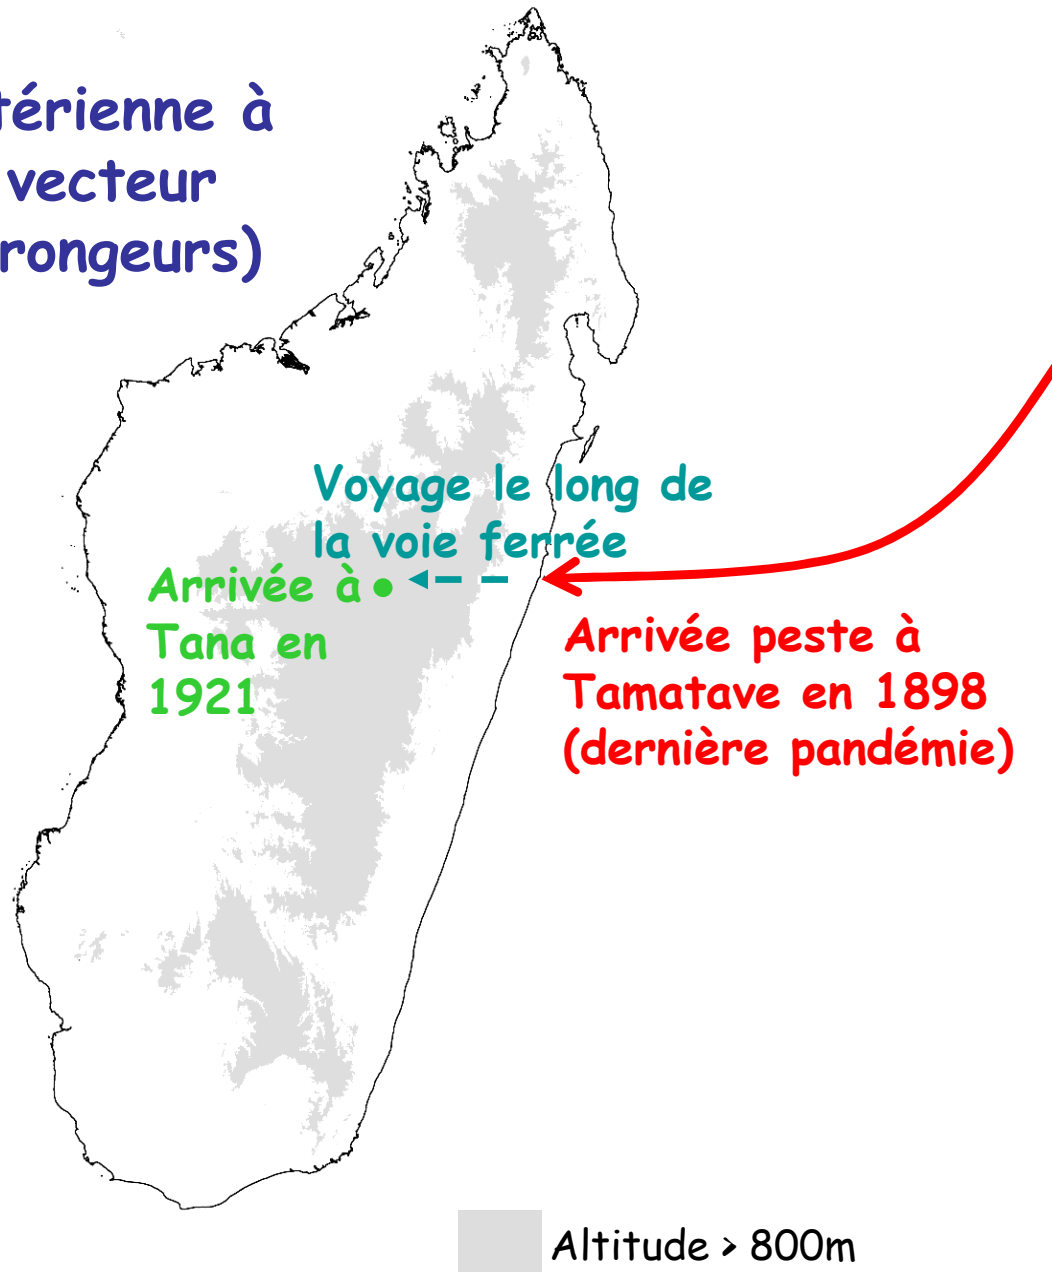 térienne à
vecteur
rongeurs)
Voyage le long de
la voie ferrée
Arrivée à
Tana en
1921
Arrivée peste à
Tamatave en 1898
(dernière pandémie)
Altitude > 800m